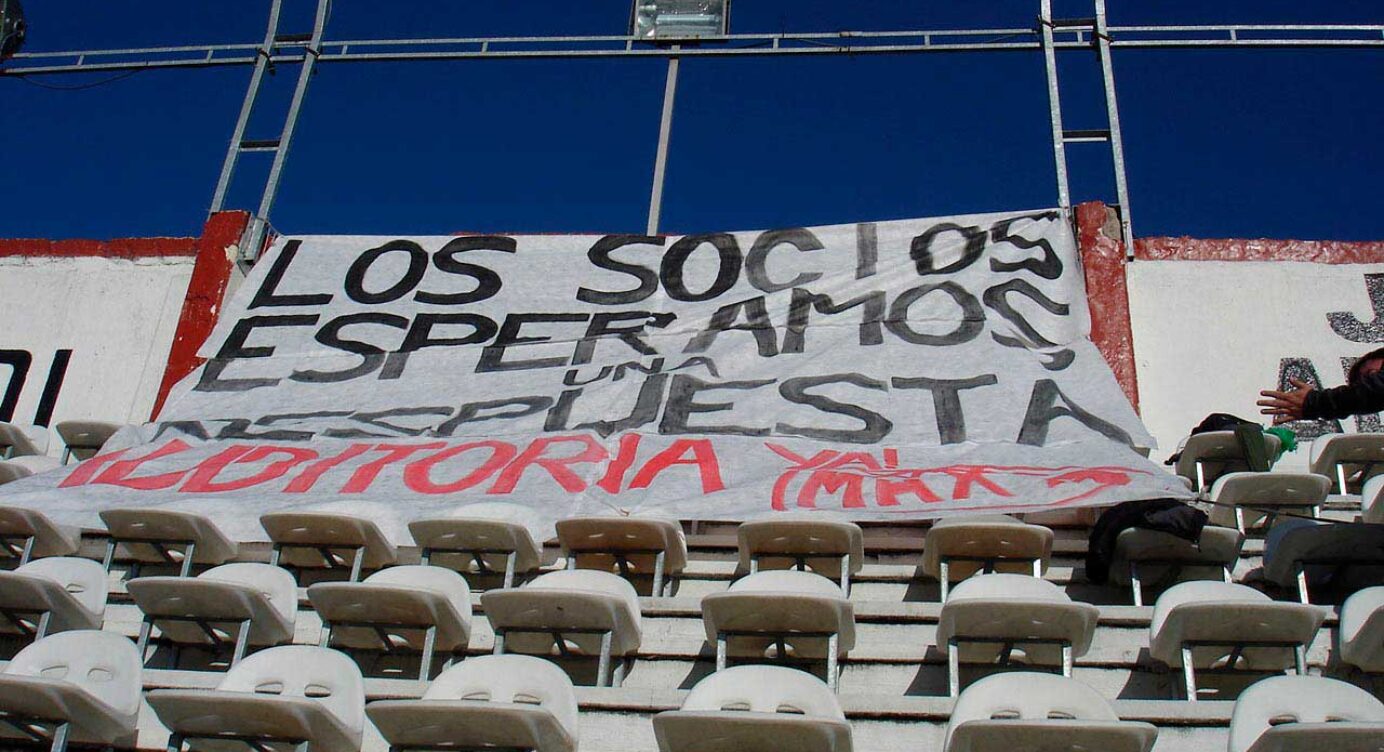 LOS SOCIOS
ESPERAMOS
UNA
RESPUESTA
AUDITORIA YA!